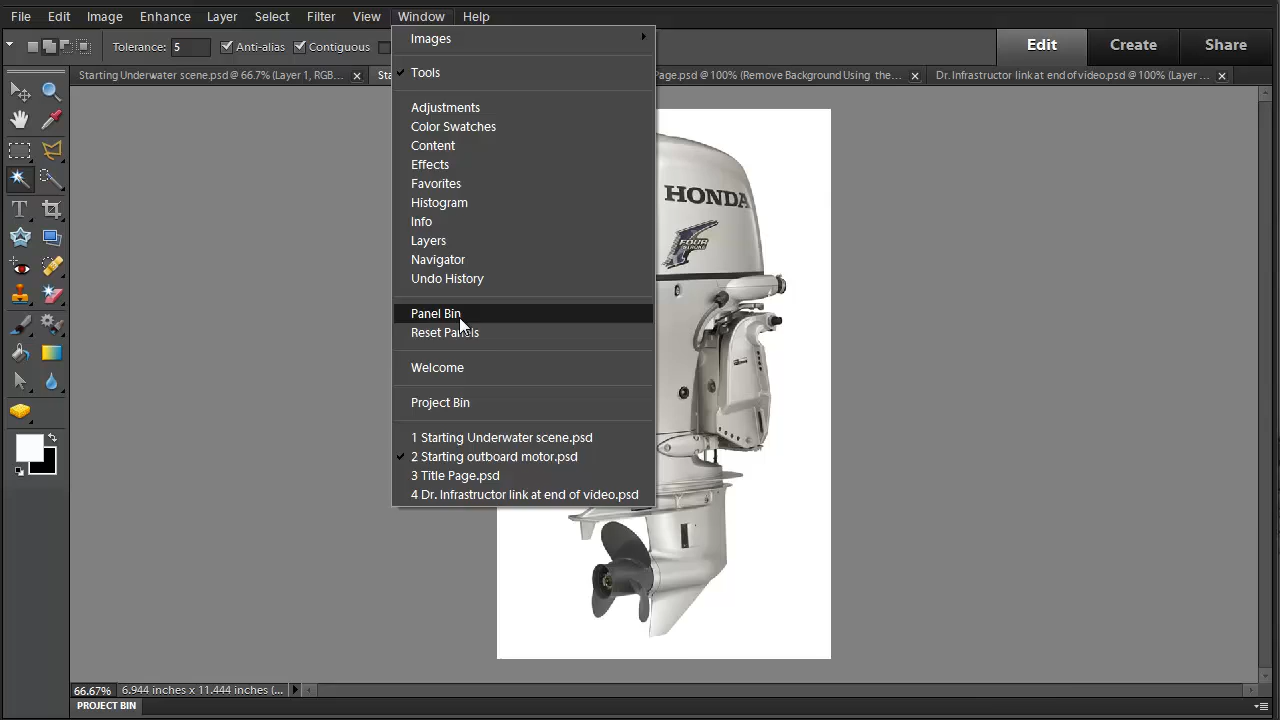 File Edit Image Enhance Layer Select Filter View Window Help
Tolerance: 5 Anti-alias Contiguous
Edit Create Share
Starting Underwater scene.psd @ 66.7% (Layer 1, RGB... Sta Page.psd @ 100% (Remove Background Using the... Dr. Infrastructor link at end of video.psd @ 100% (Layer ...
Images
Tools
Adjustments
Color Swatches
Content
Effects
Favorites
Histogram
Info
Layers
Navigator
Undo History
Panel Bin
Reset Panels
Welcome
Project Bin
1 Starting Underwater scene.psd
2 Starting outboard motor.psd
3 Title Page.psd
4 Dr. Infrastructor link at end of video.psd
HONDA
FOUR
STROKE
66.67% 6.944 inches x 11.444 inches (...
PROJECT BIN